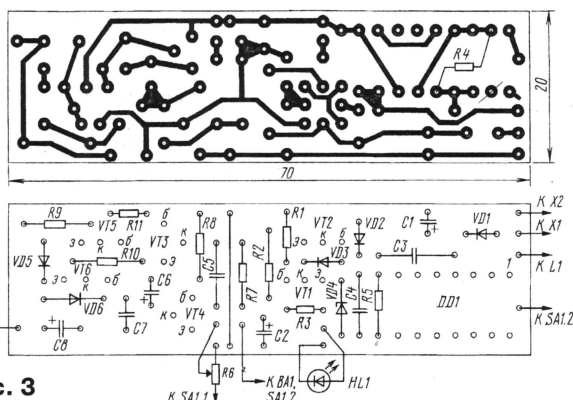 R4
20
70
R9 VT5 R11 б R8 R1 VT2 C1 VD1 К X2
э к б VT3 к к б VD2 К X1
VD5 VT6 R10 C5 R2 VD3 C3 К L1
э б э C6 R7 б э VD4 C4 R5 1
к б к VT1 DD1
VD6 + C7 VT4 э + C2 R3 К SA1.2
+ C8
R6 К BA1, HL1
К SA1.1 SA1.2
с. 3